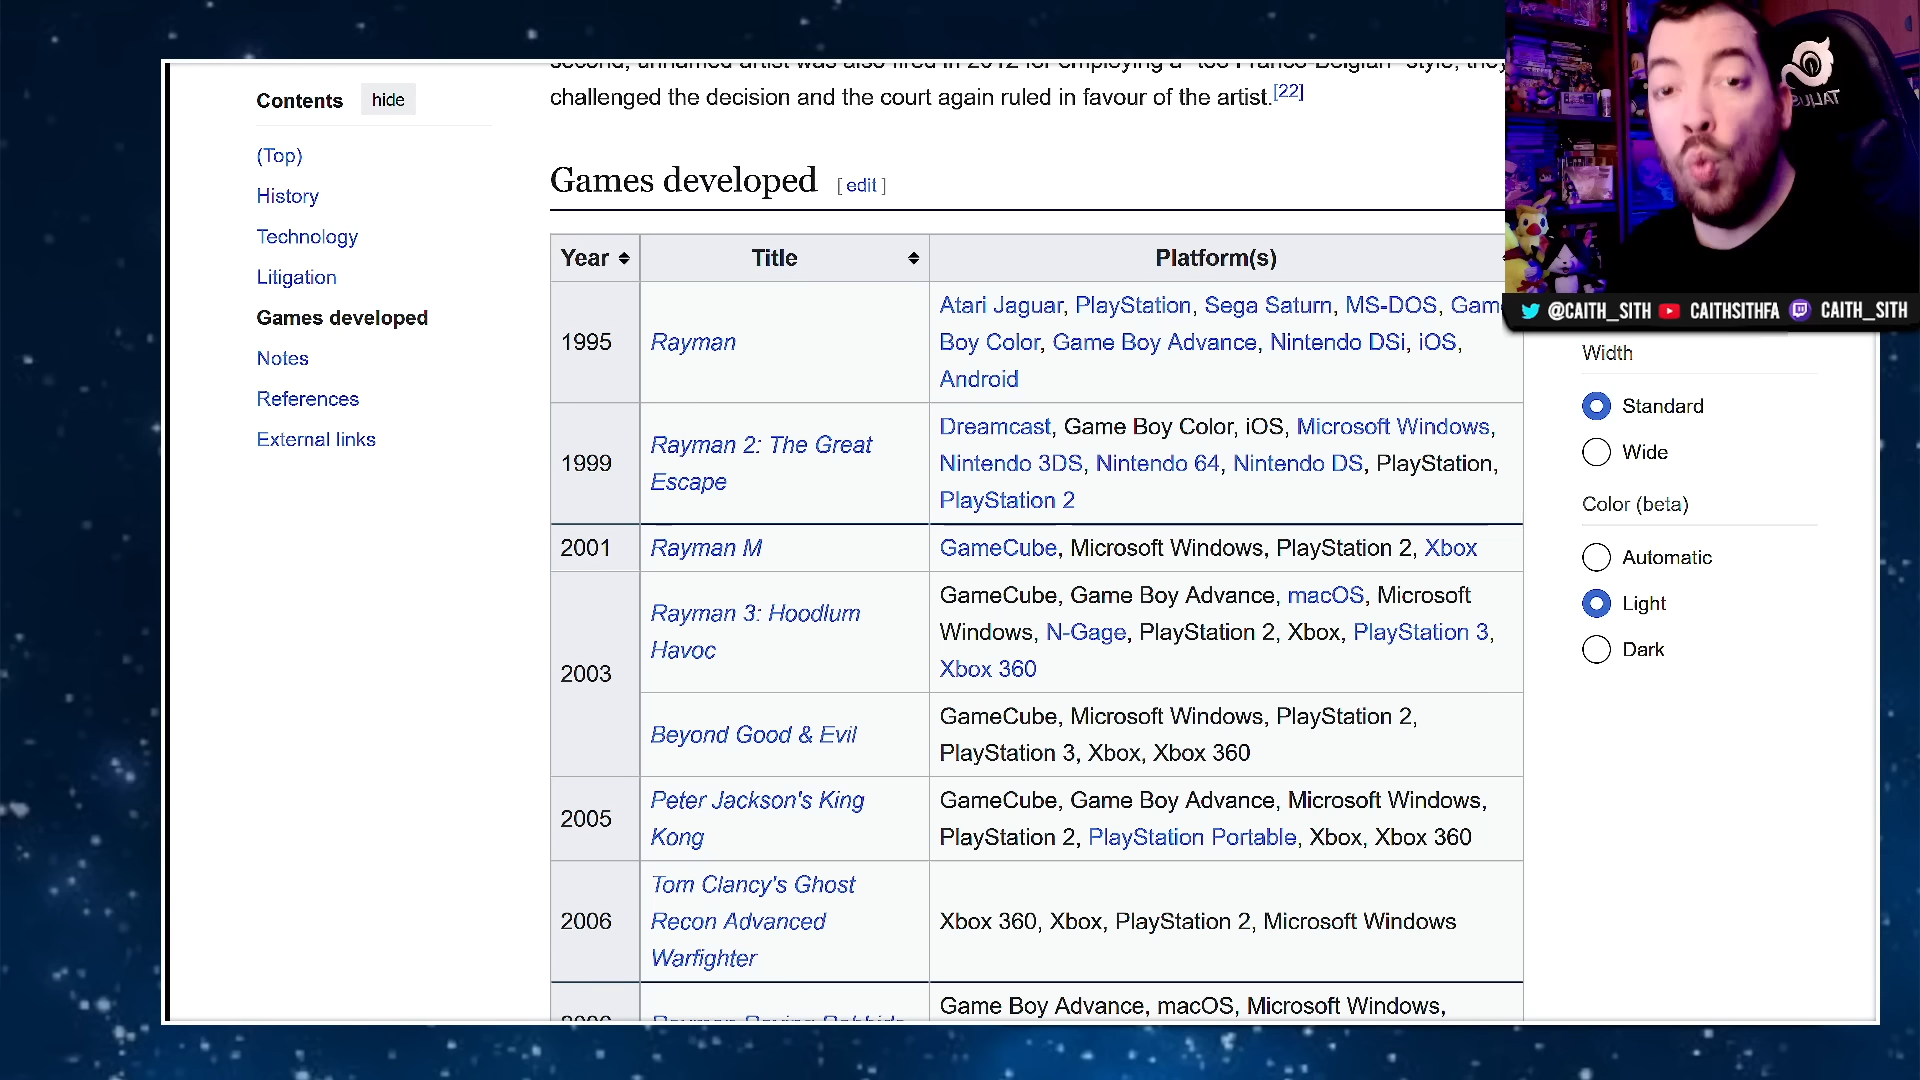 challenged the decision and the court again ruled in favour of the artist.[22]
Contents hide
(Top)
History
Technology
Litigation
Games developed
Notes
References
External links
Games developed [ edit ]
Year Title Platform(s)
1995 Rayman Atari Jaguar, PlayStation, Sega Saturn, MS-DOS, Game
Boy Color, Game Boy Advance, Nintendo DSi, iOS,
Android
1999 Rayman 2: The Great
Escape
Dreamcast, Game Boy Color, iOS, Microsoft Windows,
Nintendo 3DS, Nintendo 64, Nintendo DS, PlayStation,
PlayStation 2
2001 Rayman M GameCube, Microsoft Windows, PlayStation 2, Xbox
2003 Rayman 3: Hoodlum
Havoc
GameCube, Game Boy Advance, macOS, Microsoft
Windows, N-Gage, PlayStation 2, Xbox, PlayStation 3,
Xbox 360
Beyond Good & Evil
GameCube, Microsoft Windows, PlayStation 2,
PlayStation 3, Xbox, Xbox 360
2005 Peter Jackson's King
Kong
GameCube, Game Boy Advance, Microsoft Windows,
PlayStation 2, PlayStation Portable, Xbox, Xbox 360
2006 Tom Clancy's Ghost
Recon Advanced
Warfighter
Xbox 360, Xbox, PlayStation 2, Microsoft Windows
Game Boy Advance, macOS, Microsoft Windows,
TALIUS
@CAITH_SITH CAITHSITHFA CAITH_SITH
Width
Standard
Wide
Color (beta)
Automatic
Light
Dark